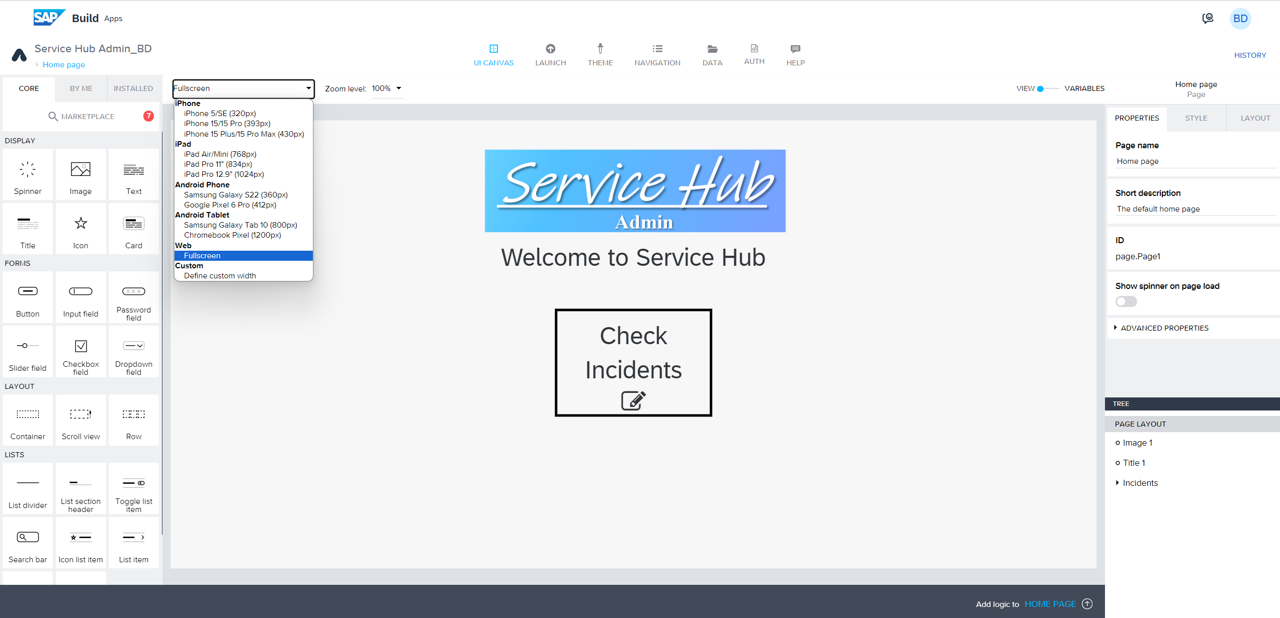 SAP Build Apps
BD
Service Hub Admin_BD
Home page
UI CANVAS
LAUNCH
THEME
NAVIGATION
DATA
AUTH
HELP
HISTORY
CORE
BY ME
INSTALLED
MARKETPLACE
7
DISPLAY
Spinner
Image
Text
Title
Icon
Card
FORMS
Button
Input field
Password
field
Slider field
Checkbox
field
Dropdown
field
LAYOUT
Container
Scroll view
Row
LISTS
List divider
List section
header
Toggle list
item
Search bar
Icon list item
List item
Fullscreen
Zoom level: 100%
iPhone
iPhone 5/SE (320px)
iPhone 15/15 Pro (393px)
iPhone 15 Plus/15 Pro Max (430px)
iPad
iPad Air/Mini (768px)
iPad Pro 11" (834px)
iPad Pro 12.9" (1024px)
Android Phone
Samsung Galaxy S22 (360px)
Google Pixel 6 Pro (412px)
Android Tablet
Samsung Galaxy Tab 10 (800px)
Chromebook Pixel (1200px)
Web
Fullscreen
Custom
Define custom width
VIEW
VARIABLES
Service Hub
Admin
Welcome to Service Hub
Check
Incidents
Add logic to HOME PAGE
Home page
Page
PROPERTIES
STYLE
LAYOUT
Page name
Home page
Short description
The default home page
ID
page.Page1
Show spinner on page load
ADVANCED PROPERTIES
TREE
PAGE LAYOUT
Image 1
Title 1
Incidents